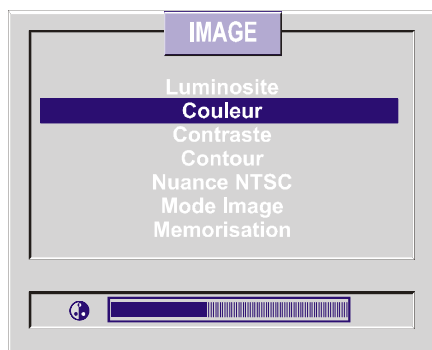 IMAGE
Luminosite
Couleur
Contraste
Contour
Nuance NTSC
Mode Image
Memorisation